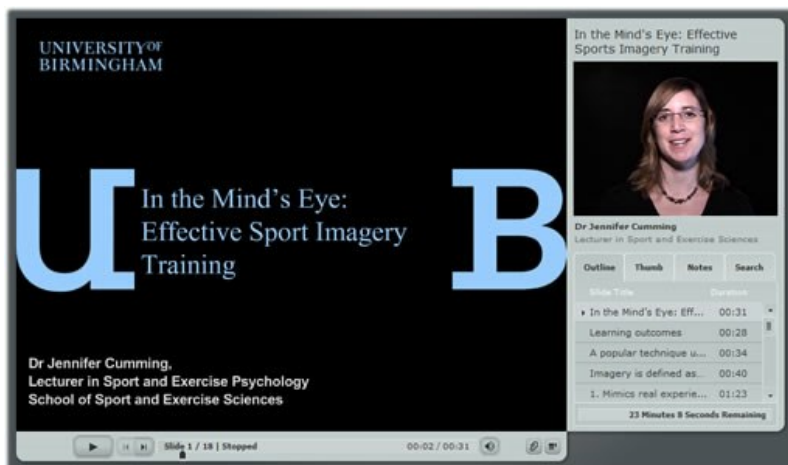 UNIVERSITYOF
BIRMINGHAM
U
B
In the Mind's Eye:
Effective Sport Imagery
Training
Dr Jennifer Cumming,
Lecturer in Sport and Exercise Psychology
School of Sport and Exercise Sciences
Slide 1 / 18 | Stopped
00:02 / 00:31
In the Mind's Eye: Effective
Sports Imagery Training
Dr Jennifer Cumming
Lecturer in Sport and Exercise Sciences
Outline Thumb Notes Search
Slide Title Duration
In the Mind's Eye: Eff... 00:31
Learning outcomes 00:28
A popular technique u... 00:34
Imagery is defined as... 00:40
1. Mimics real experie... 01:23
23 Minutes 8 Seconds Remaining